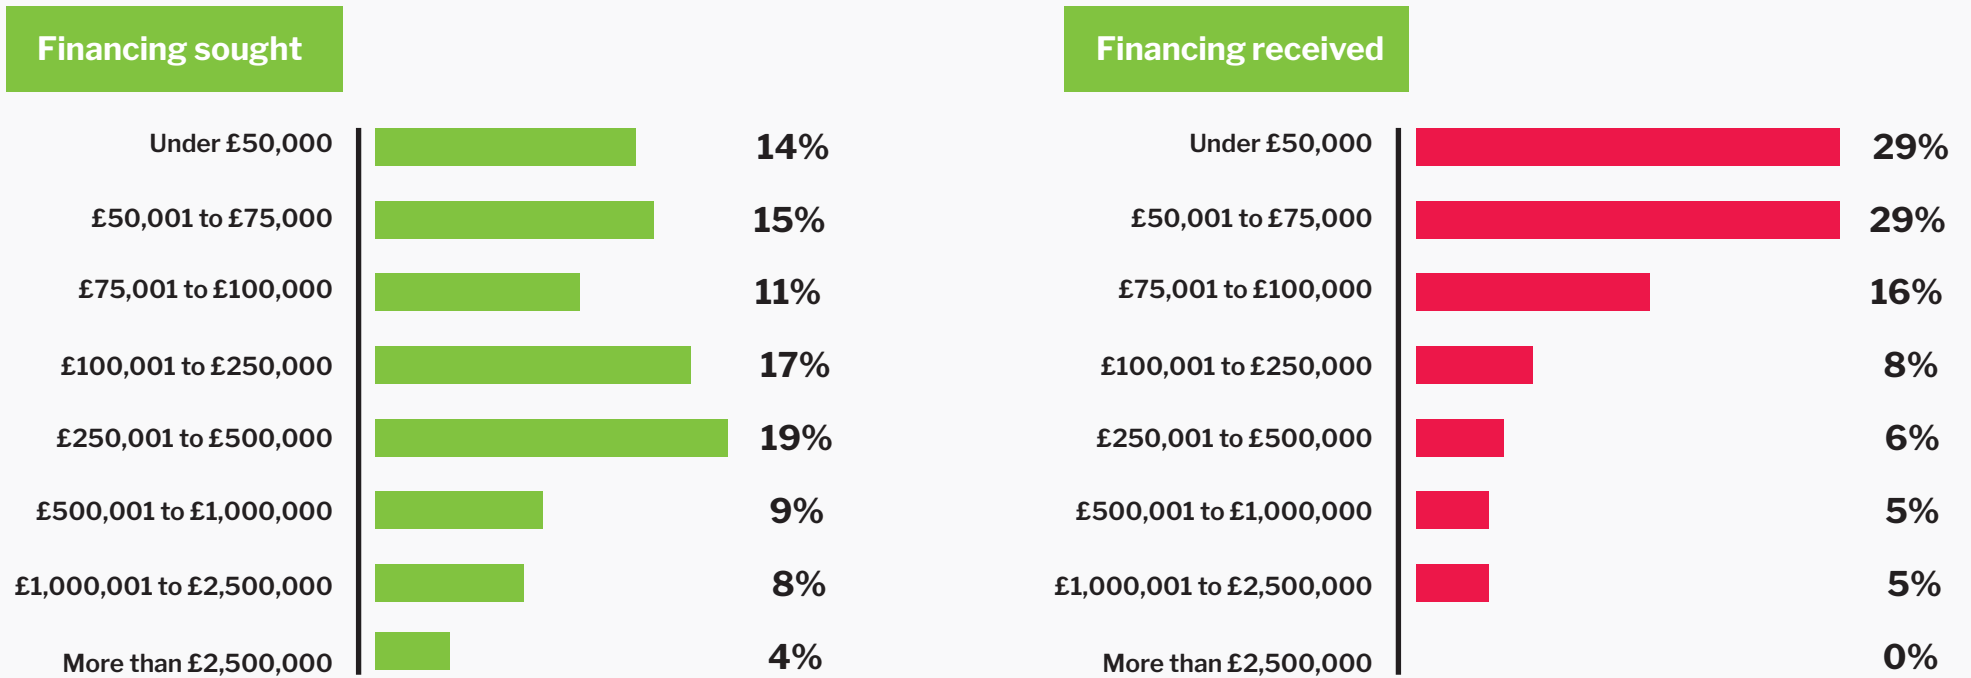 Financing sought
Under £50,000 14%
£50,001 to £75,000 15%
£75,001 to £100,000 11%
£100,001 to £250,000 17%
£250,001 to £500,000 19%
£500,001 to £1,000,000 9%
£1,000,001 to £2,500,000 8%
More than £2,500,000 4%
Financing received
Under £50,000 29%
£50,001 to £75,000 29%
£75,001 to £100,000 16%
£100,001 to £250,000 8%
£250,001 to £500,000 6%
£500,001 to £1,000,000 5%
£1,000,001 to £2,500,000 5%
More than £2,500,000 0%